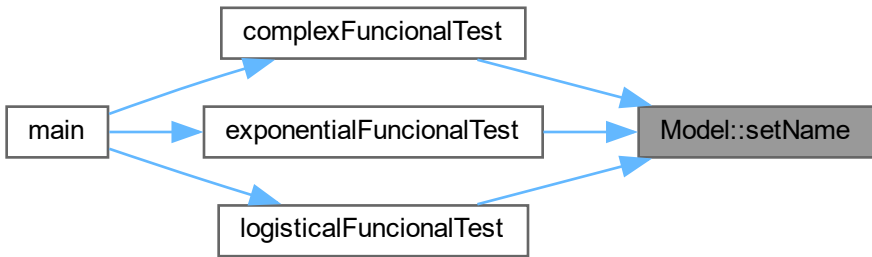 complexFuncionalTest
main
exponentialFuncionalTest
Model::setName
logisticalFuncionalTest